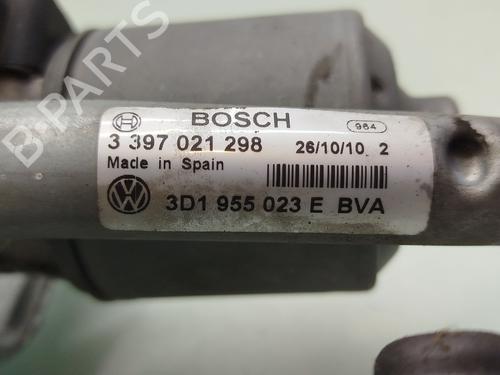 BOSCH 984
3 397 021 298 26/10/10 2
Made in Spain
3D1 955 023 E BVA
B-PARTS